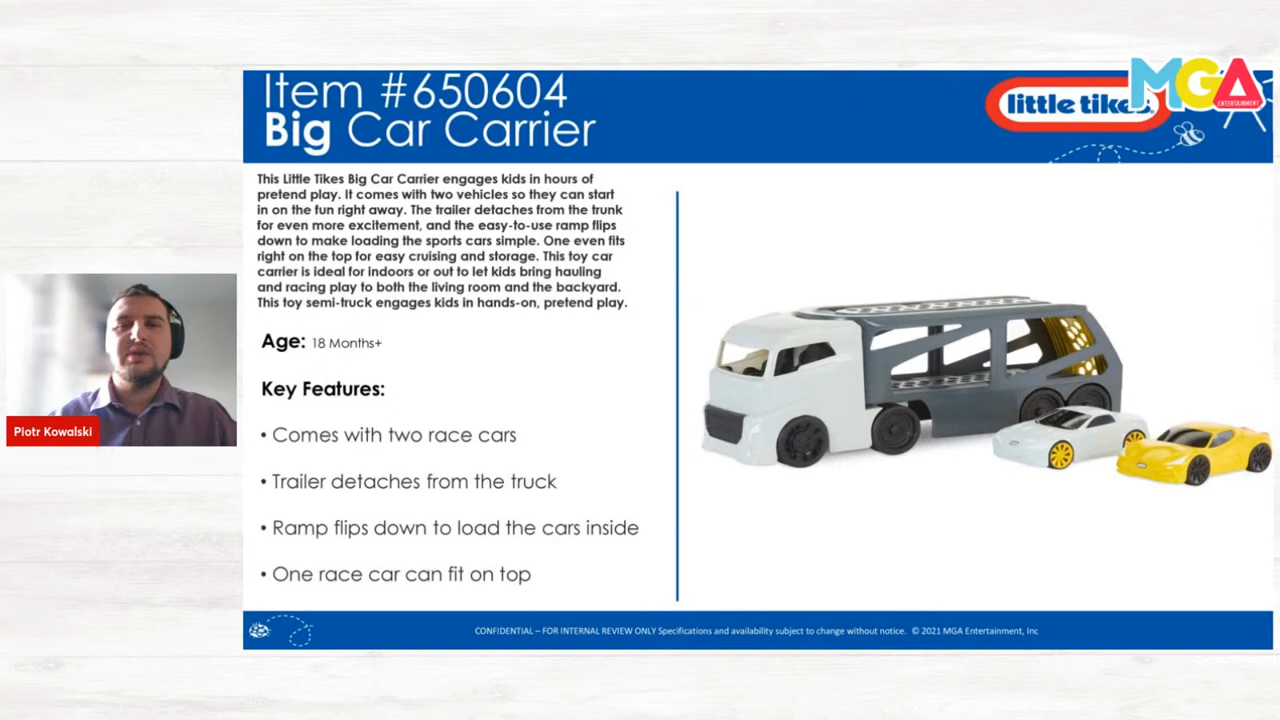 Item #650604
Big Car Carrier
little tikes
MGA
ENTERTAINMENT
This Little Tikes Big Car Carrier engages kids in hours of
pretend play. It comes with two vehicles so they can start
in on the fun right away. The trailer detaches from the trunk
for even more excitement, and the easy-to-use ramp flips
down to make loading the sports cars simple. One even fits
right on the top for easy cruising and storage. This toy car
carrier is ideal for indoors or out to let kids bring hauling
and racing play to both the living room and the backyard.
This toy semi-truck engages kids in hands-on, pretend play.
Age: 18 Months+
Key Features:
• Comes with two race cars
• Trailer detaches from the truck
• Ramp flips down to load the cars inside
• One race car can fit on top
Piotr Kowalski
CONFIDENTIAL – FOR INTERNAL REVIEW ONLY Specifications and availability subject to change without notice. © 2021 MGA Entertainment, Inc